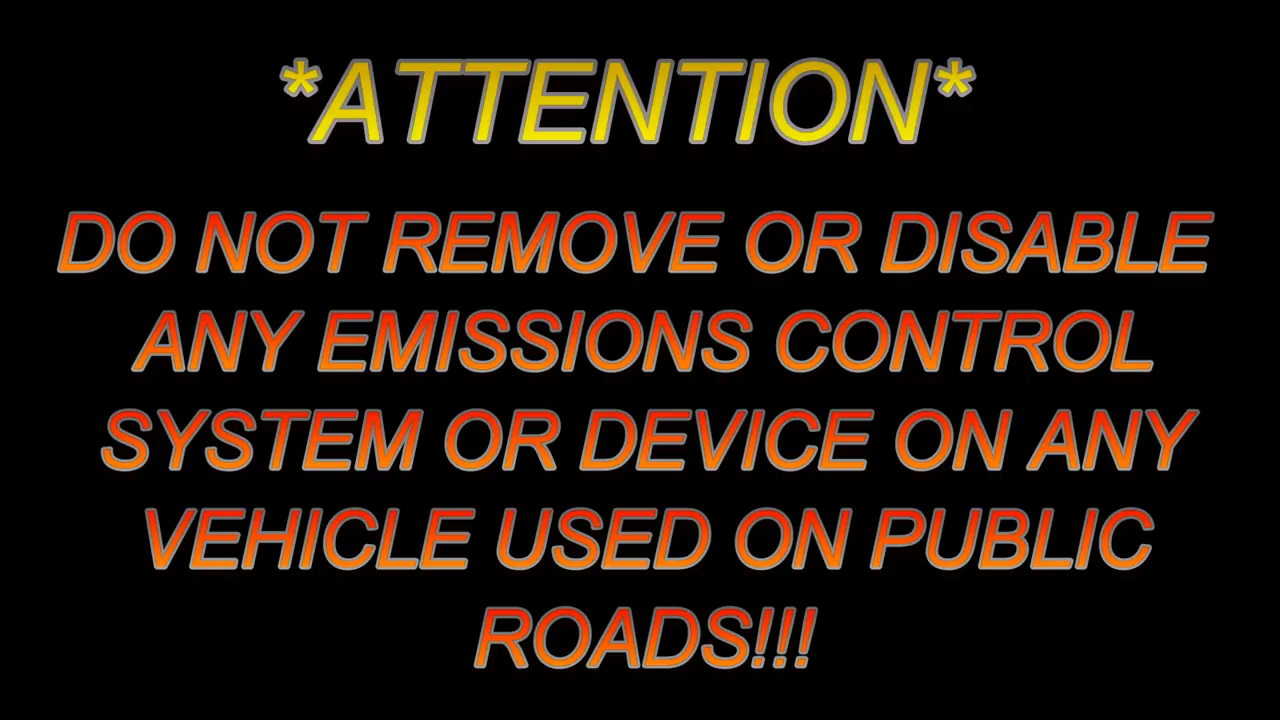 *ATTENTION*
DO NOT REMOVE OR DISABLE
ANY EMISSIONS CONTROL
SYSTEM OR DEVICE ON ANY
VEHICLE USED ON PUBLIC
ROADS!!!